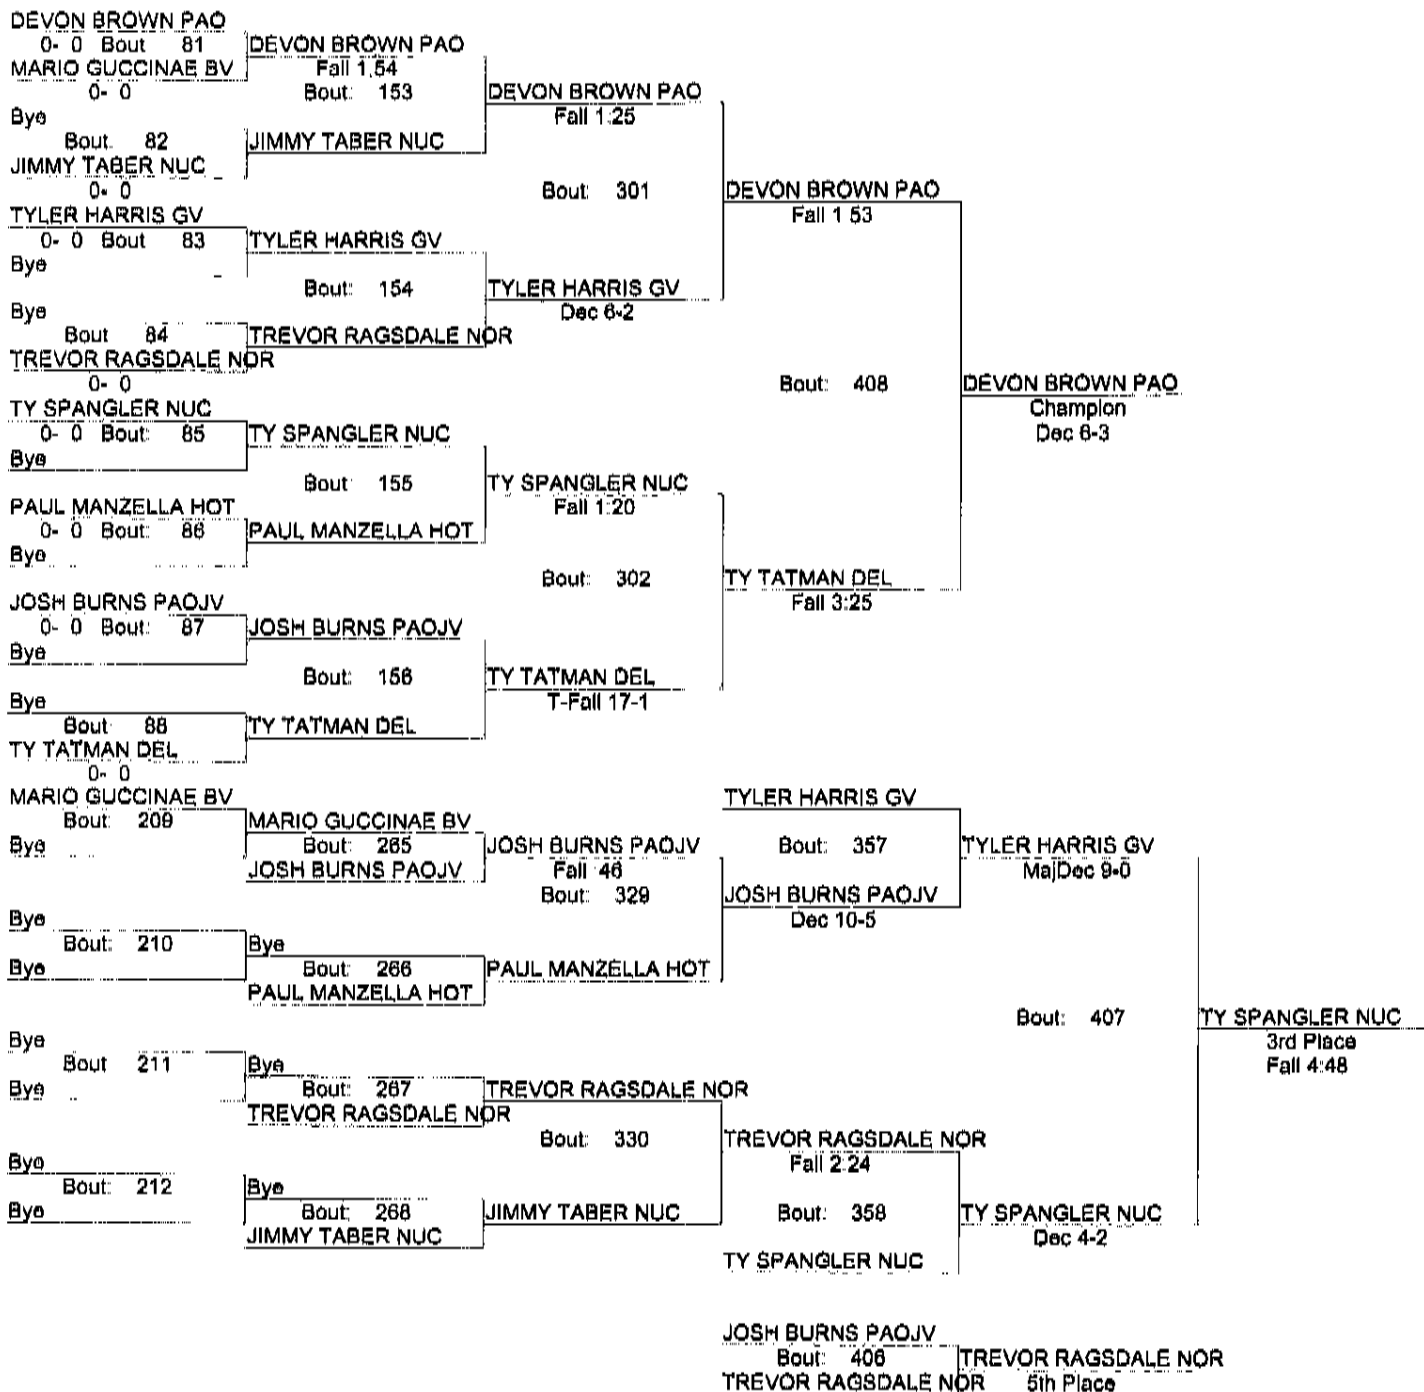 DEVON BROWN PAO
0- 0 Bout 81 DEVON BROWN PAO
MARIO GUCCINAE BV Fall 1.54
0- 0 Bout: 153 DEVON BROWN PAO
Bye Fall 1:25
Bout. 82 JIMMY TABER NUC
JIMMY TABER NUC
0- 0 Bout: 301 DEVON BROWN PAO
TYLER HARRIS GV Fall 1 53
0- 0 Bout 83 TYLER HARRIS GV
Bye
Bout: 154 TYLER HARRIS GV
Bye Dec 6-2
Bout 84 TREVOR RAGSDALE NOR
TREVOR RAGSDALE NOR
0- 0 Bout: 408 DEVON BROWN PAO
TY SPANGLER NUC Champion
0- 0 Bout: 85 TY SPANGLER NUC Dec 6-3
Bye
Bout: 155 TY SPANGLER NUC
PAUL MANZELLA HOT Fall 1:20
0- 0 Bout: 86 PAUL MANZELLA HOT
Bye
Bout: 302 TY TATMAN DEL
JOSH BURNS PAOJV Fall 3:25
0- 0 Bout: 87 JOSH BURNS PAOJV
Bye
Bout: 156 TY TATMAN DEL
Bye T-Fall 17-1
Bout: 88 TY TATMAN DEL
TY TATMAN DEL
0- 0
MARIO GUCCINAE BV TYLER HARRIS GV
Bout: 209 MARIO GUCCINAE BV
Bye Bout: 265 JOSH BURNS PAOJV Bout: 357 TYLER HARRIS GV
JOSH BURNS PAOJV Fall :46 MajDec 9-0
Bout: 329 JOSH BURNS PAOJV
Bye Dec 10-5
Bout: 210 Bye
Bye Bout: 266 PAUL MANZELLA HOT
PAUL MANZELLA HOT
Bout: 407 TY SPANGLER NUC
Bye 3rd Place
Bout 211 Bye Fall 4:48
Bye Bout: 267 TREVOR RAGSDALE NOR
TREVOR RAGSDALE NOR
Bout: 330 TREVOR RAGSDALE NOR
Bye Fall 2:24
Bout: 212 Bye
Bye Bout: 268 JIMMY TABER NUC Bout: 358 TY SPANGLER NUC
JIMMY TABER NUC Dec 4-2
TY SPANGLER NUC
JOSH BURNS PAOJV
Bout: 406 TREVOR RAGSDALE NOR
TREVOR RAGSDALE NOR 5th Place